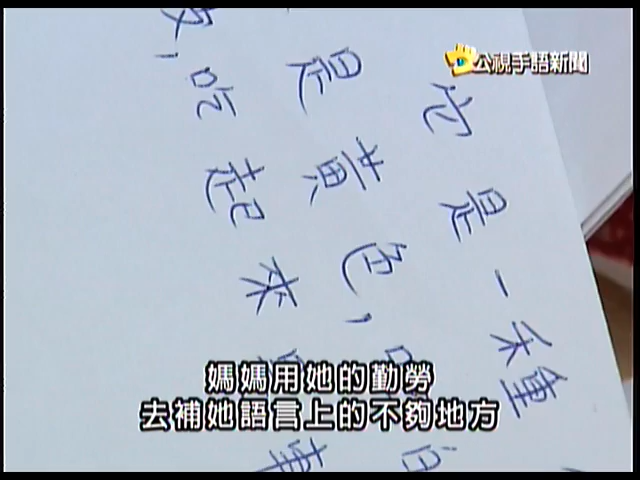 公視手語新聞
它是一種
是黃色，
，吃起來
媽媽用她的勤勞
去補她語言上的不夠地方